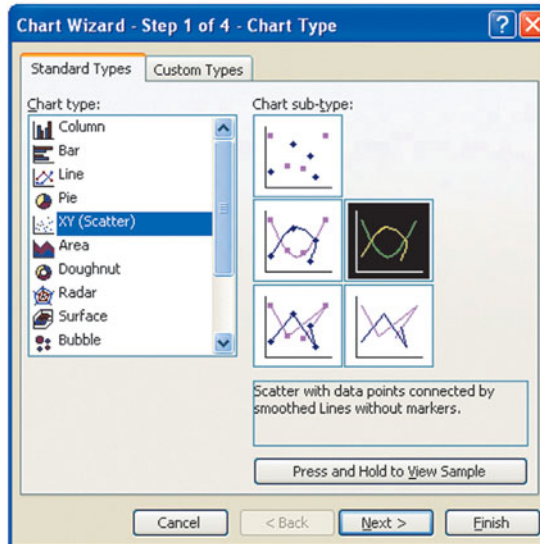 Chart Wizard - Step 1 of 4 - Chart Type
Standard Types Custom Types
Chart type:
Column
Bar
Line
Pie
XY (Scatter)
Area
Doughnut
Radar
Surface
Bubble
Chart sub-type:
Scatter with data points connected by
smoothed Lines without markers.
Press and Hold to View Sample
Cancel < Back Next > Finish